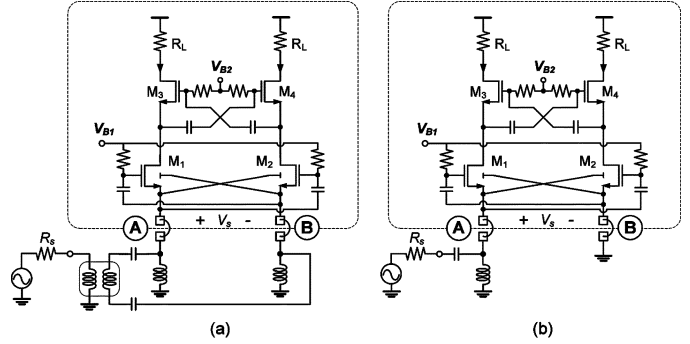 R_L R_L
V_B2
M_3 M_4
V_B1
M_1 M_2
A + V_s - B
R_s
(a)
R_L R_L
V_B2
M_3 M_4
V_B1
M_1 M_2
A + V_s - B
R_s
(b)